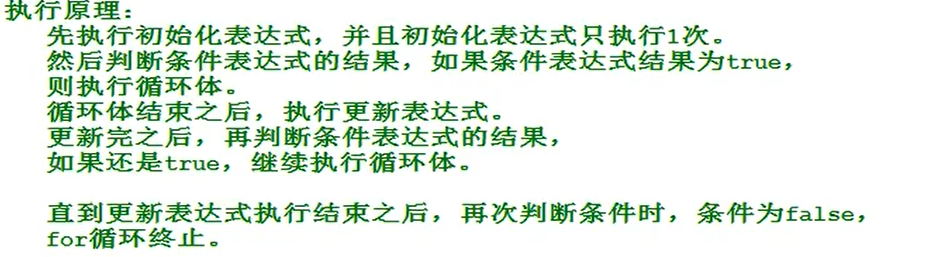 执行原理：
先执行初始化表达式，并且初始化表达式只执行1次。
然后判断条件表达式的结果，如果条件表达式结果为true，
则执行循环体。
循环体结束之后，执行更新表达式。
更新完之后，再判断条件表达式的结果，
如果还是true，继续执行循环体。
直到更新表达式执行结束之后，再次判断条件时，条件为false，
for循环终止。